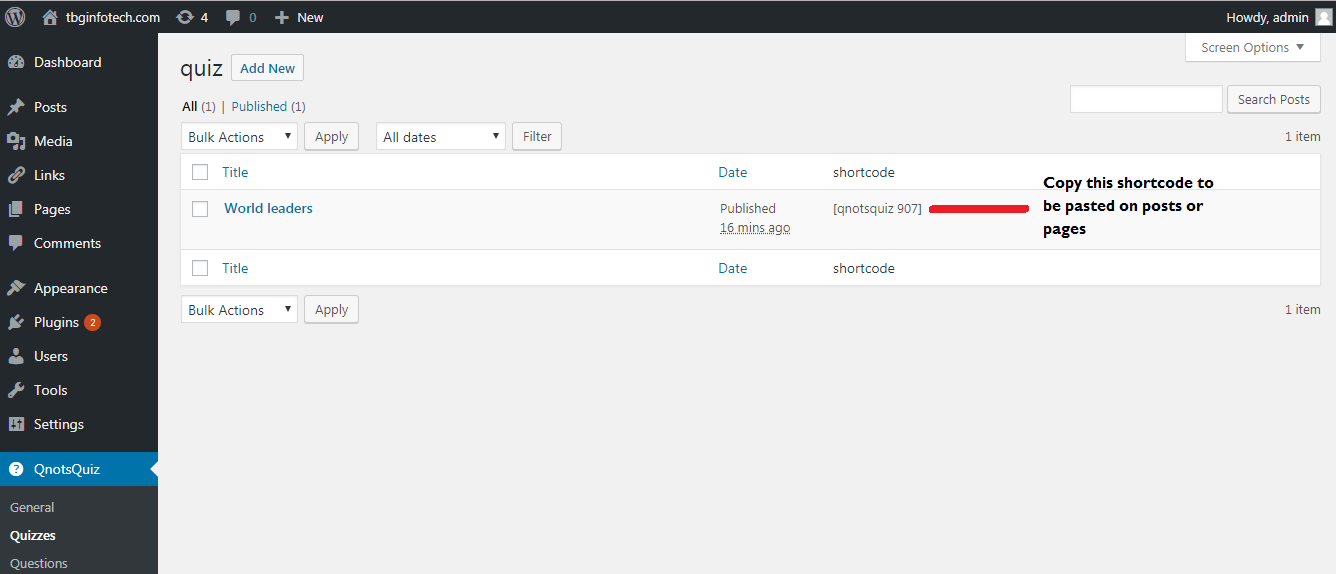 tbginfotech.com 4 0 New Howdy, admin
Screen Options
Dashboard
Posts
Media
Links
Pages
Comments
Appearance
Plugins 2
Users
Tools
Settings
QnotsQuiz
General
Quizzes
Questions
quiz Add New
All (1) | Published (1)
Search Posts
Bulk Actions Apply All dates Filter 1 item
Title Date shortcode
World leaders Published [qnotsquiz 907]
16 mins ago
Copy this shortcode to
be pasted on posts or
pages
Title Date shortcode
Bulk Actions Apply 1 item